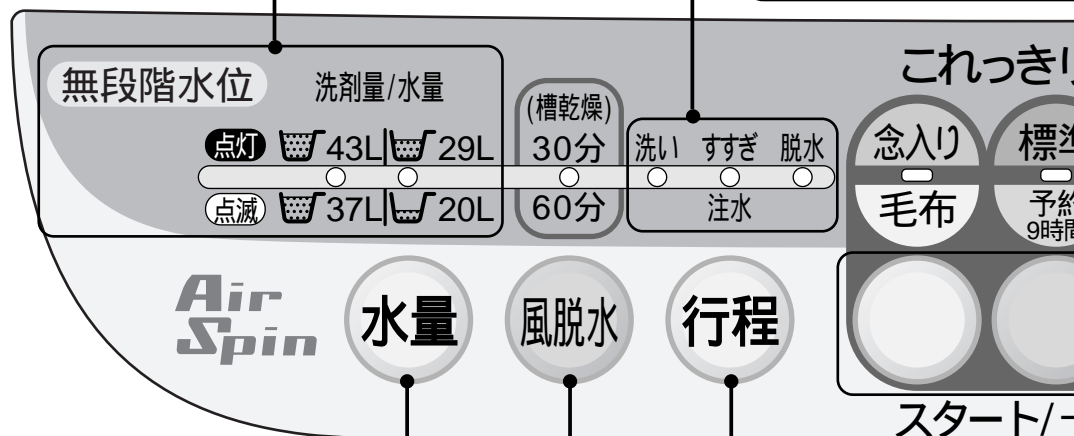 無段階水位
洗剤量/水量
点灯 43L 29L
点滅 37L 20L
(槽乾燥)
30分
60分
洗い すすぎ 脱水
注水
これっきり
念入り
毛布
標準
予約
9時間
Air
Spin
水量
風脱水
行程
スタート/一